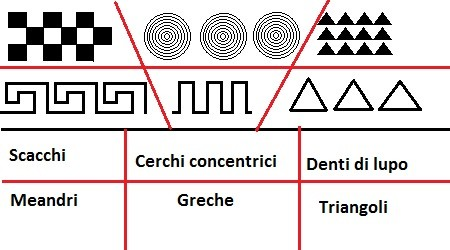 Scacchi
Cerchi concentrici
Denti di lupo
Meandri
Greche
Triangoli